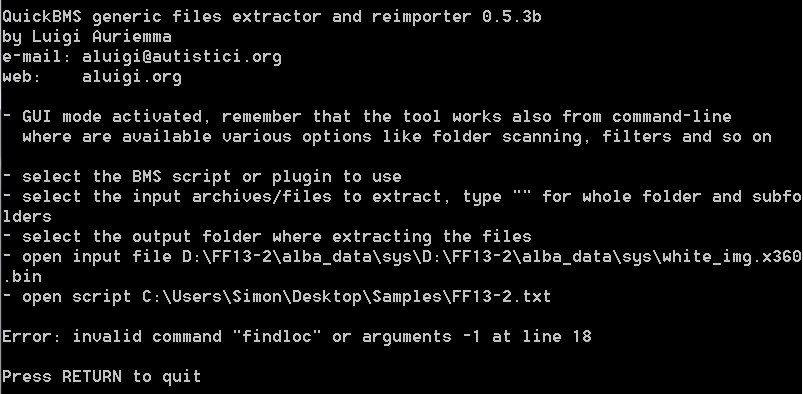 QuickBMS generic files extractor and reimporter 0.5.3b
by Luigi Auriemma
e-mail: aluigi@autistici.org
web:    aluigi.org

- GUI mode activated, remember that the tool works also from command-line
  where are available various options like folder scanning, filters and so on

- select the BMS script or plugin to use
- select the input archives/files to extract, type "" for whole folder and subfo
lders
- select the output folder where extracting the files
- open input file D:\FF13-2\alba_data\sys\D:\FF13-2\alba_data\sys\white_img.x360
.bin
- open script C:\Users\Simon\Desktop\Samples\FF13-2.txt

Error: invalid command "findloc" or arguments -1 at line 18

Press RETURN to quit